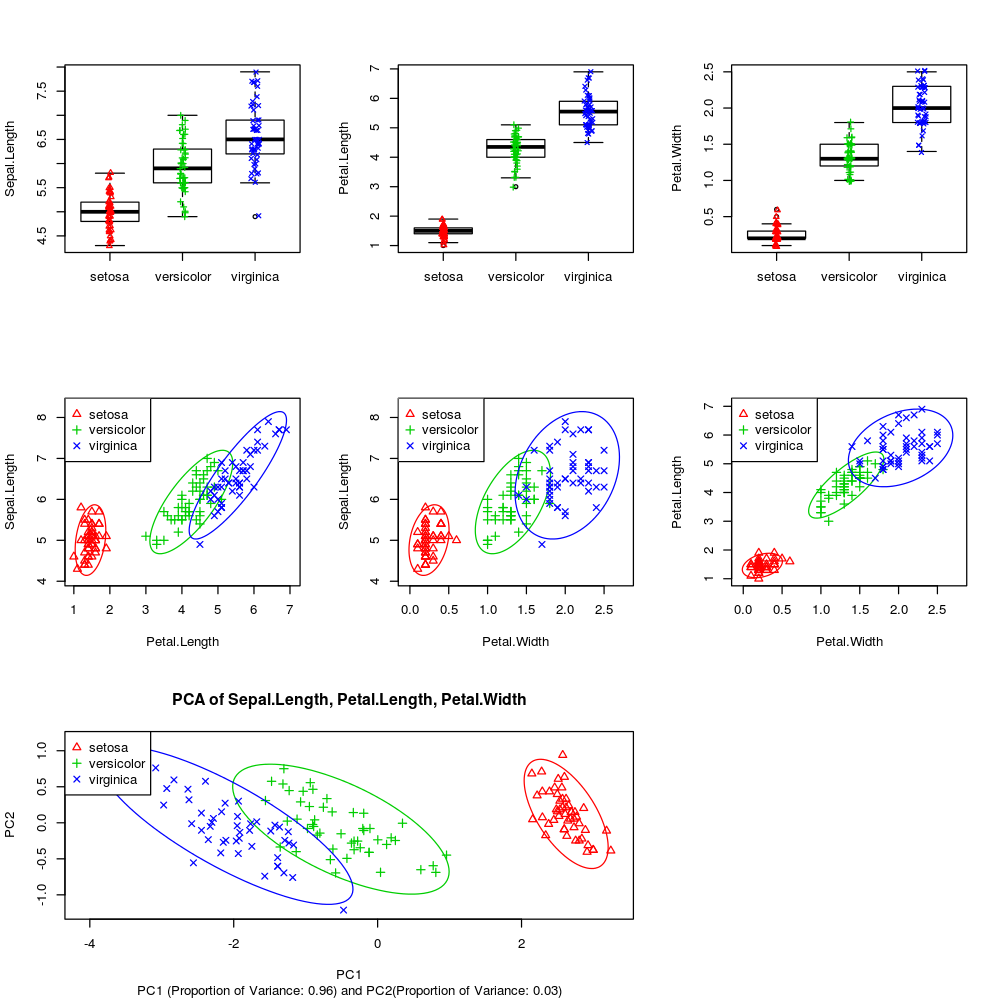 Sepal.Length
4.5 5.5 6.5 7.5
setosa versicolor virginica
Petal.Length
1 2 3 4 5 6 7
setosa versicolor virginica
Petal.Width
0.5 1.0 1.5 2.0 2.5
setosa versicolor virginica
Sepal.Length
4 5 6 7 8
setosa
versicolor
virginica
1 2 3 4 5 6 7
Petal.Length
Sepal.Length
4 5 6 7 8
setosa
versicolor
virginica
0.0 0.5 1.0 1.5 2.0 2.5
Petal.Width
Petal.Length
1 2 3 4 5 6 7
setosa
versicolor
virginica
0.0 0.5 1.0 1.5 2.0 2.5
Petal.Width
PCA of Sepal.Length, Petal.Length, Petal.Width
PC2
-1.0 -0.5 0.0 0.5 1.0
setosa
versicolor
virginica
-4 -2 0 2
PC1
PC1 (Proportion of Variance: 0.96) and PC2(Proportion of Variance: 0.03)